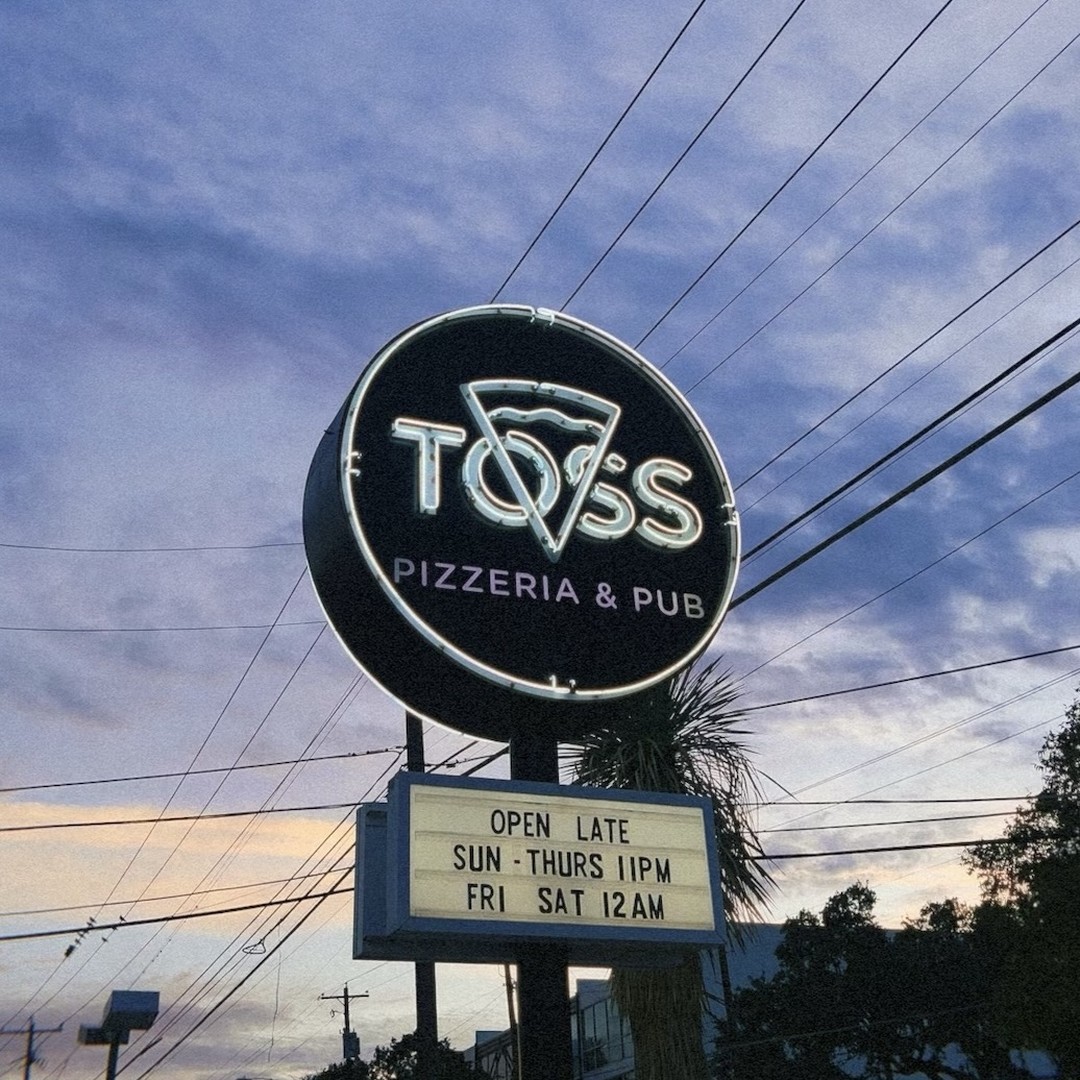 TOSS
PIZZERIA & PUB
OPEN LATE
SUN - THURS 11PM
FRI SAT 12AM